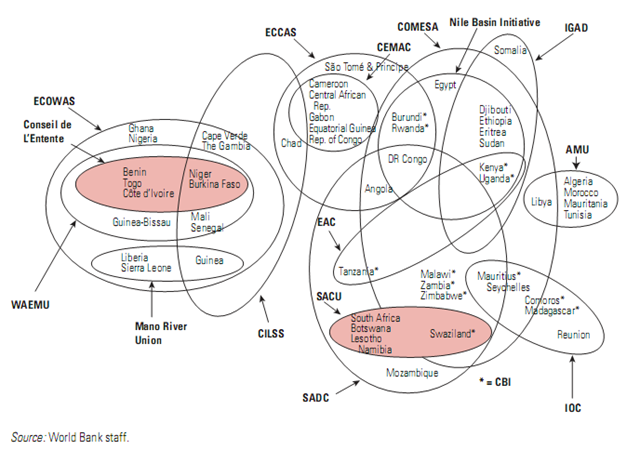 COMESA
Nile Basin Initiative
ECCAS
CEMAC
IGAD
Somalia
São Tomé & Principe
ECOWAS
Cameroon
Central African
Rep.
Gabon
Equatorial Guinea
Rep. of Congo
Egypt
Conseil de
L'Entente
Ghana
Nigeria
Cape Verde
The Gambia
Chad
Burundi*
Rwanda*
Djibouti
Ethiopia
Eritrea
Sudan
AMU
DR Congo
Benin
Togo
Côte d'Ivoire
Niger
Burkina Faso
Kenya*
Uganda*
Angola
Libya
Algeria
Morocco
Mauritania
Tunisia
Guinea-Bissau
Mali
Senegal
EAC
Liberia
Sierra Leone
Guinea
Tanzania*
Malawi*
Zambia*
Zimbabwe*
Mauritius*
Seychelles
Comoros*
Madagascar*
Reunion
WAEMU
Mano River
Union
CILSS
SACU
South Africa
Botswana
Lesotho
Namibia
Swaziland*
Mozambique
* = CBI
SADC
IOC
Source: World Bank staff.